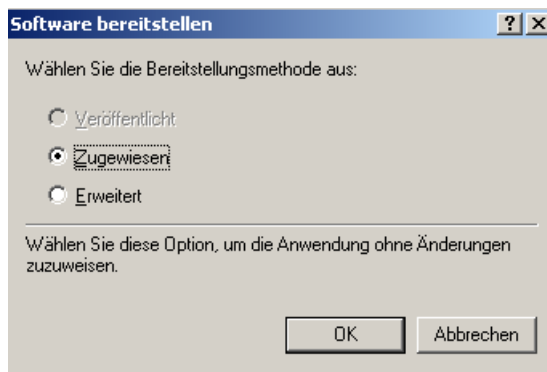 Software bereitstellen
Wählen Sie die Bereitstellungsmethode aus:
Veröffentlicht
Zugewiesen
Erweitert
Wählen Sie diese Option, um die Anwendung ohne Änderungen
zuzuweisen.
OK Abbrechen